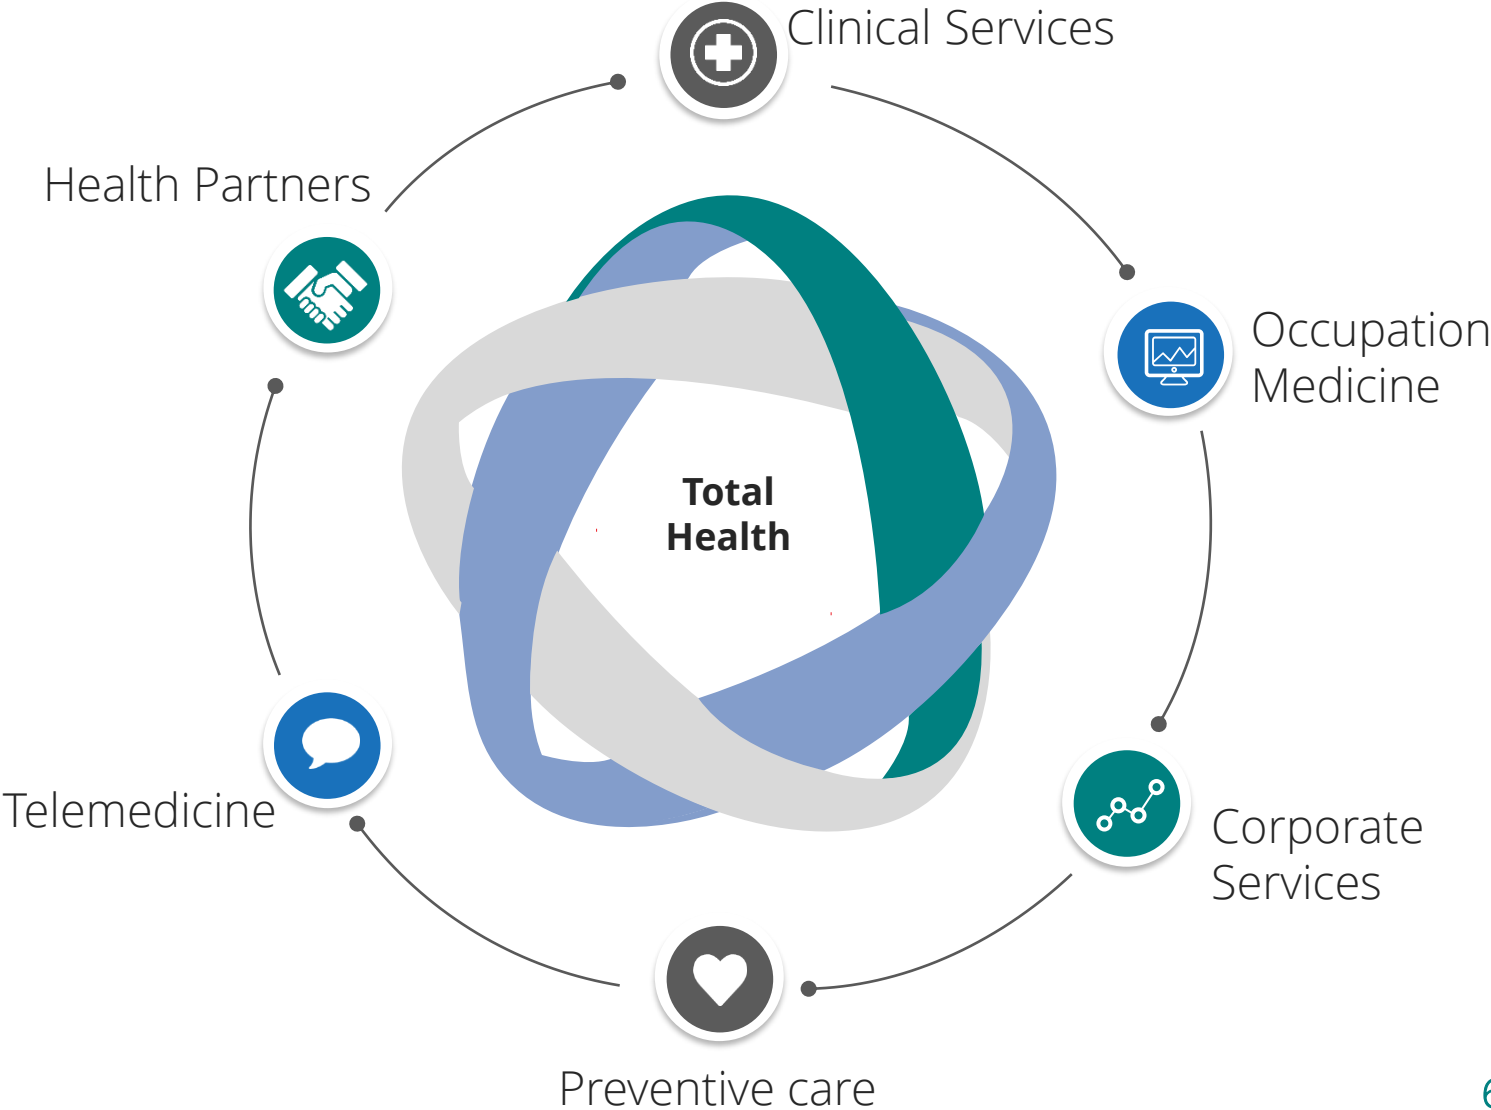 Clinical Services
Health Partners
Occupation
Medicine
Total
Health
Telemedicine
Corporate
Services
Preventive care